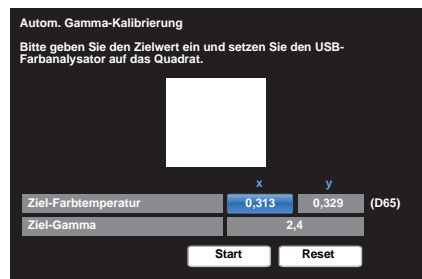 Autom. Gamma-Kalibrierung
Bitte geben Sie den Zielwert ein und setzen Sie den USB-
Farbanalysator auf das Quadrat.
x y
Ziel-Farbtemperatur 0,313 0,329 (D65)
Ziel-Gamma 2,4
Start Reset